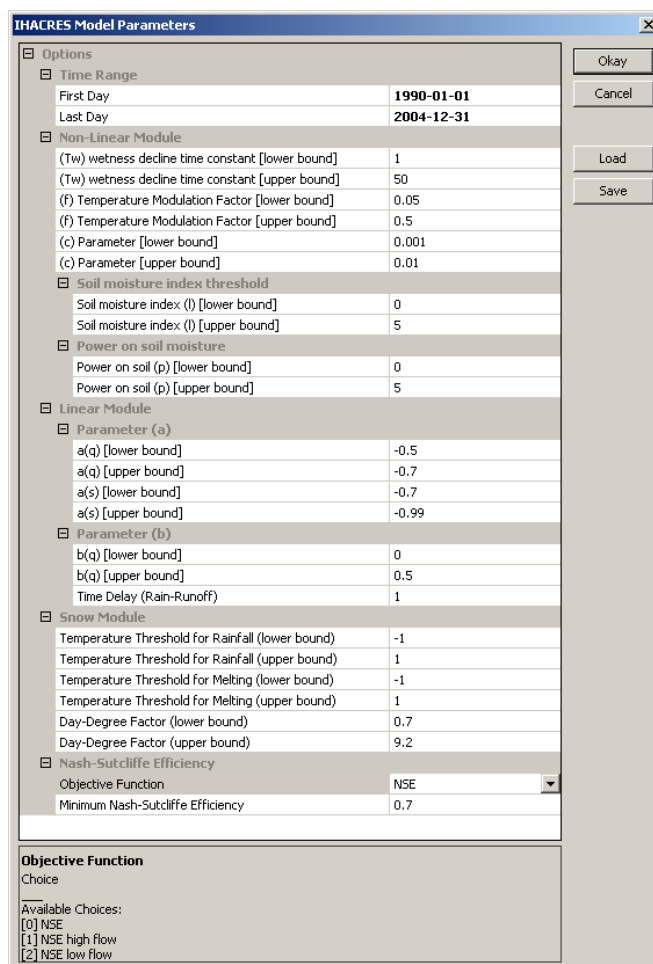 IHACRES Model Parameters
Options
Time Range
First Day 1990-01-01
Last Day 2004-12-31
Non-Linear Module
(Tw) wetness decline time constant [lower bound] 1
(Tw) wetness decline time constant [upper bound] 50
(f) Temperature Modulation Factor [lower bound] 0.05
(f) Temperature Modulation Factor [upper bound] 0.5
(c) Parameter [lower bound] 0.001
(c) Parameter [upper bound] 0.01
Soil moisture index threshold
Soil moisture index (l) [lower bound] 0
Soil moisture index (l) [upper bound] 5
Power on soil moisture
Power on soil (p) [lower bound] 0
Power on soil (p) [upper bound] 5
Linear Module
Parameter (a)
a(q) [lower bound] -0.5
a(q) [upper bound] -0.7
a(s) [lower bound] -0.7
a(s) [upper bound] -0.99
Parameter (b)
b(q) [lower bound] 0
b(q) [upper bound] 0.5
Time Delay (Rain-Runoff) 1
Snow Module
Temperature Threshold for Rainfall (lower bound) -1
Temperature Threshold for Rainfall (upper bound) 1
Temperature Threshold for Melting (lower bound) -1
Temperature Threshold for Melting (upper bound) 1
Day-Degree Factor (lower bound) 0.7
Day-Degree Factor (upper bound) 9.2
Nash-Sutcliffe Efficiency
Objective Function NSE
Minimum Nash-Sutcliffe Efficiency 0.7
Okay
Cancel
Load
Save
Objective Function
Choice
___
Available Choices:
[0] NSE
[1] NSE high flow
[2] NSE low flow